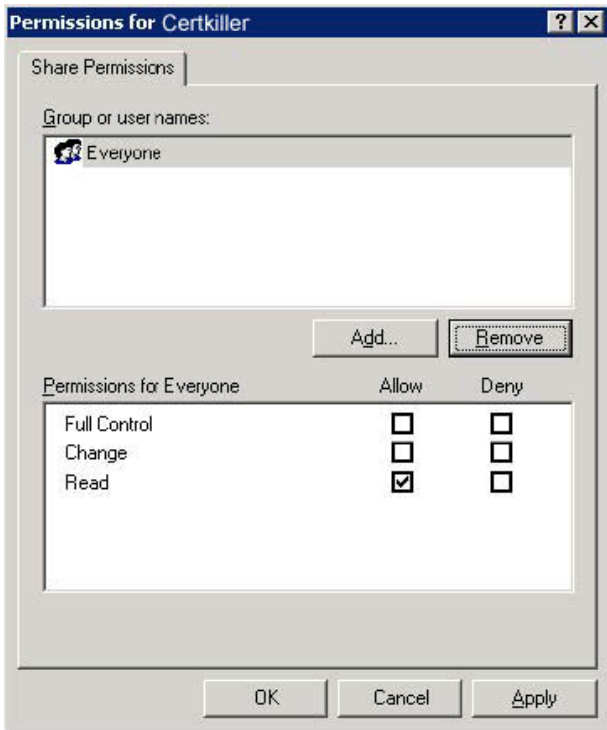 Permissions for Certkiller
Share Permissions
Group or user names:
Everyone
Add... Remove
Permissions for Everyone Allow Deny
Full Control
Change
Read
OK Cancel Apply